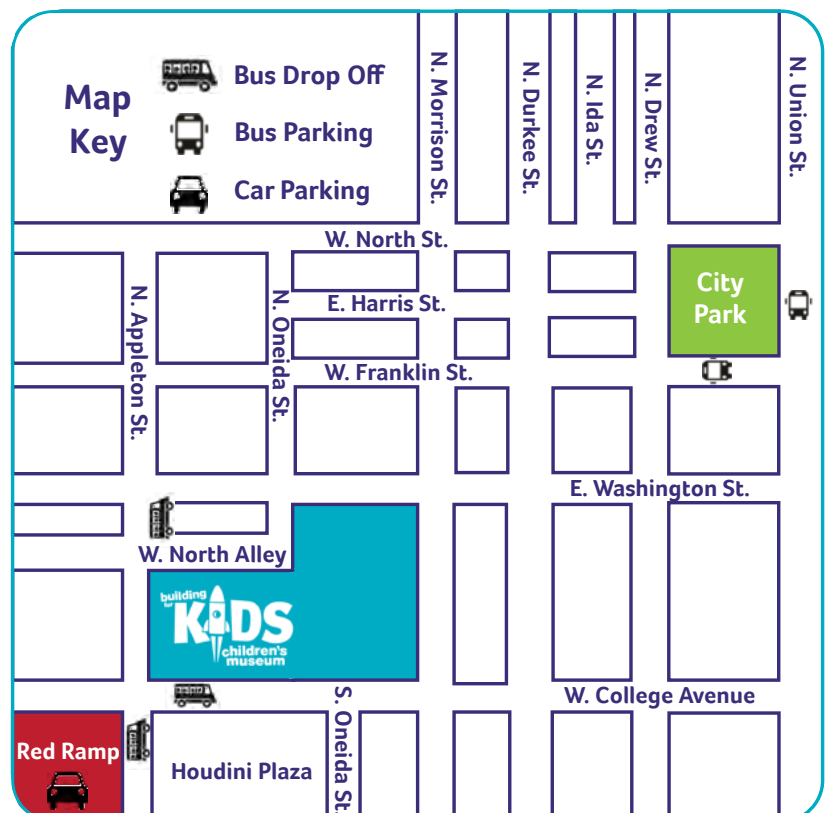 Map
Key
Bus Drop Off
Bus Parking
Car Parking
N. Morrison St.
N. Durkee St.
N. Ida St.
N. Drew St.
N. Union St.
W. North St.
N. Appleton St.
N. Oneida St.
E. Harris St.
City
Park
W. Franklin St.
E. Washington St.
W. North Alley
building
for
KIDS
children's
museum
W. College Avenue
S. Oneida St.
Red Ramp
Houdini Plaza